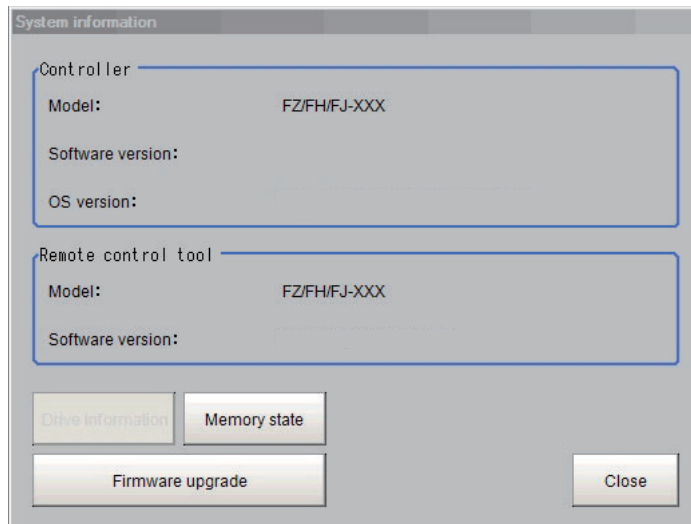 System information
Controller
Model: FZ/FH/FJ-XXX
Software version:
OS version:
Remote control tool
Model: FZ/FH/FJ-XXX
Software version:
Drive information Memory state
Firmware upgrade Close